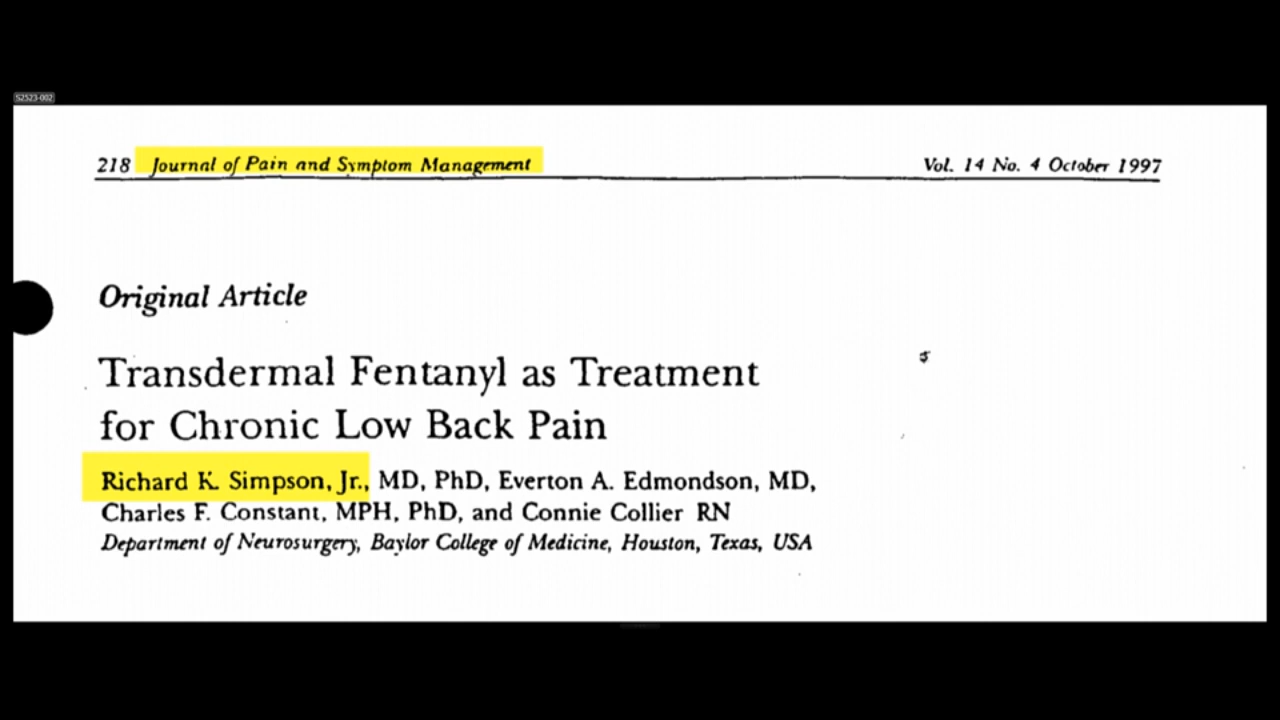 S2523-002
218 Journal of Pain and Symptom Management
Vol. 14 No. 4 October 1997
Original Article
Transdermal Fentanyl as Treatment
for Chronic Low Back Pain
Richard K. Simpson, Jr., MD, PhD, Everton A. Edmondson, MD,
Charles F. Constant, MPH, PhD, and Connie Collier RN
Department of Neurosurgery, Baylor College of Medicine, Houston, Texas, USA